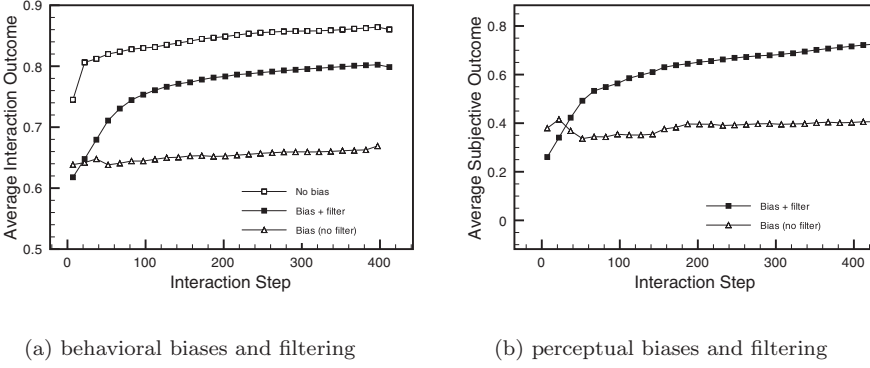 0.9
0.8
0.7
0.6
0.5
Average Interaction Outcome
No bias
Bias + filter
Bias (no filter)
0 100 200 300 400
Interaction Step
(a) behavioral biases and filtering
0.8
0.6
0.4
0.2
0
Average Subjective Outcome
Bias + filter
Bias (no filter)
0 100 200 300 400
Interaction Step
(b) perceptual biases and filtering